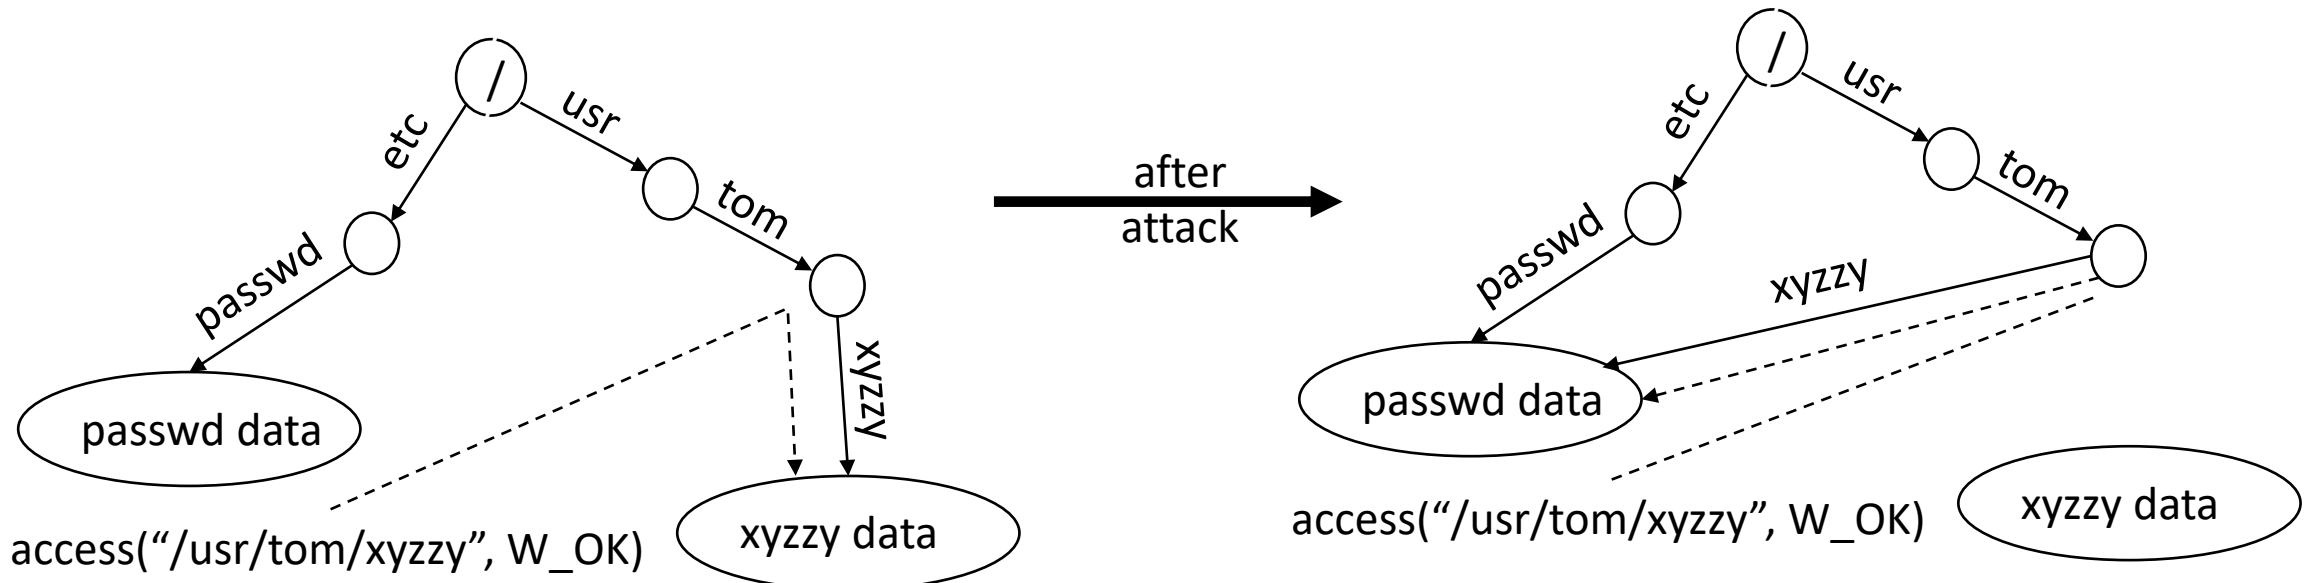 /
usr
etc
tom
passwd
xyzzy
passwd data
xyzzy data
access(“/usr/tom/xyzzy”, W_OK)
after
attack
/
usr
etc
tom
passwd
xyzzy
passwd data
xyzzy data
access(“/usr/tom/xyzzy”, W_OK)